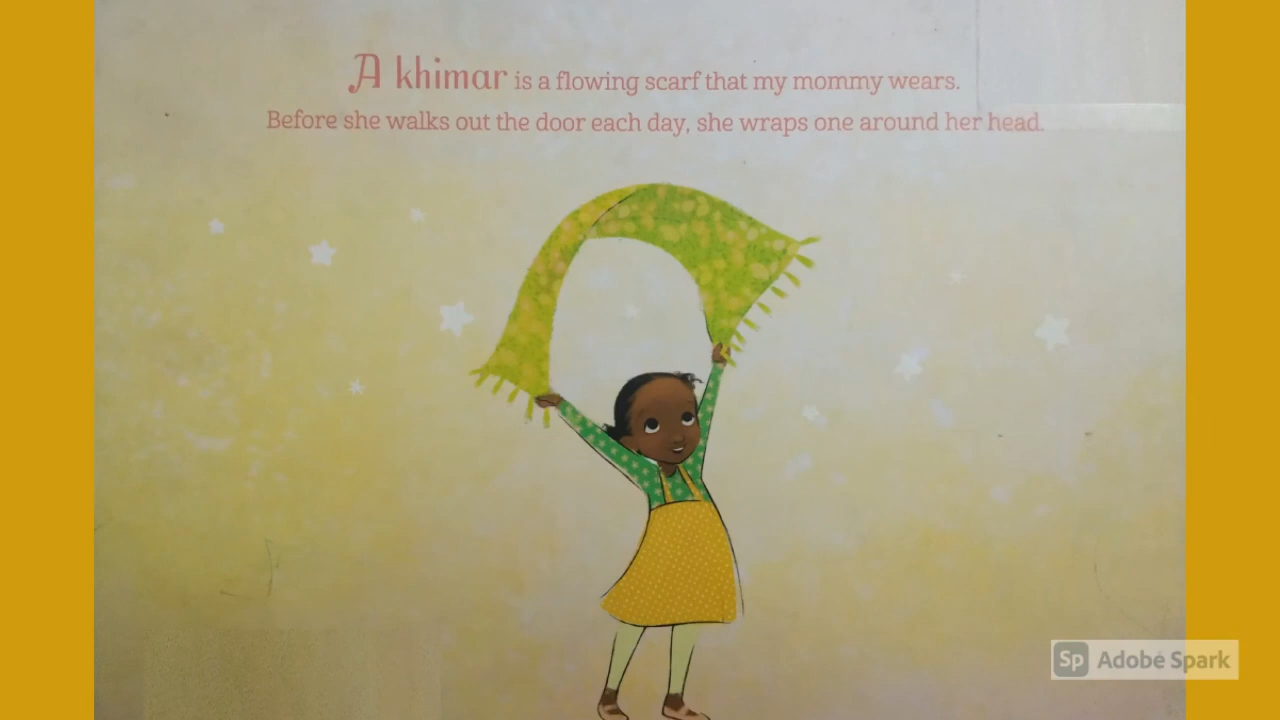 A khimar is a flowing scarf that my mommy wears.
Before she walks out the door each day, she wraps one around her head.
Sp Adobe Spark